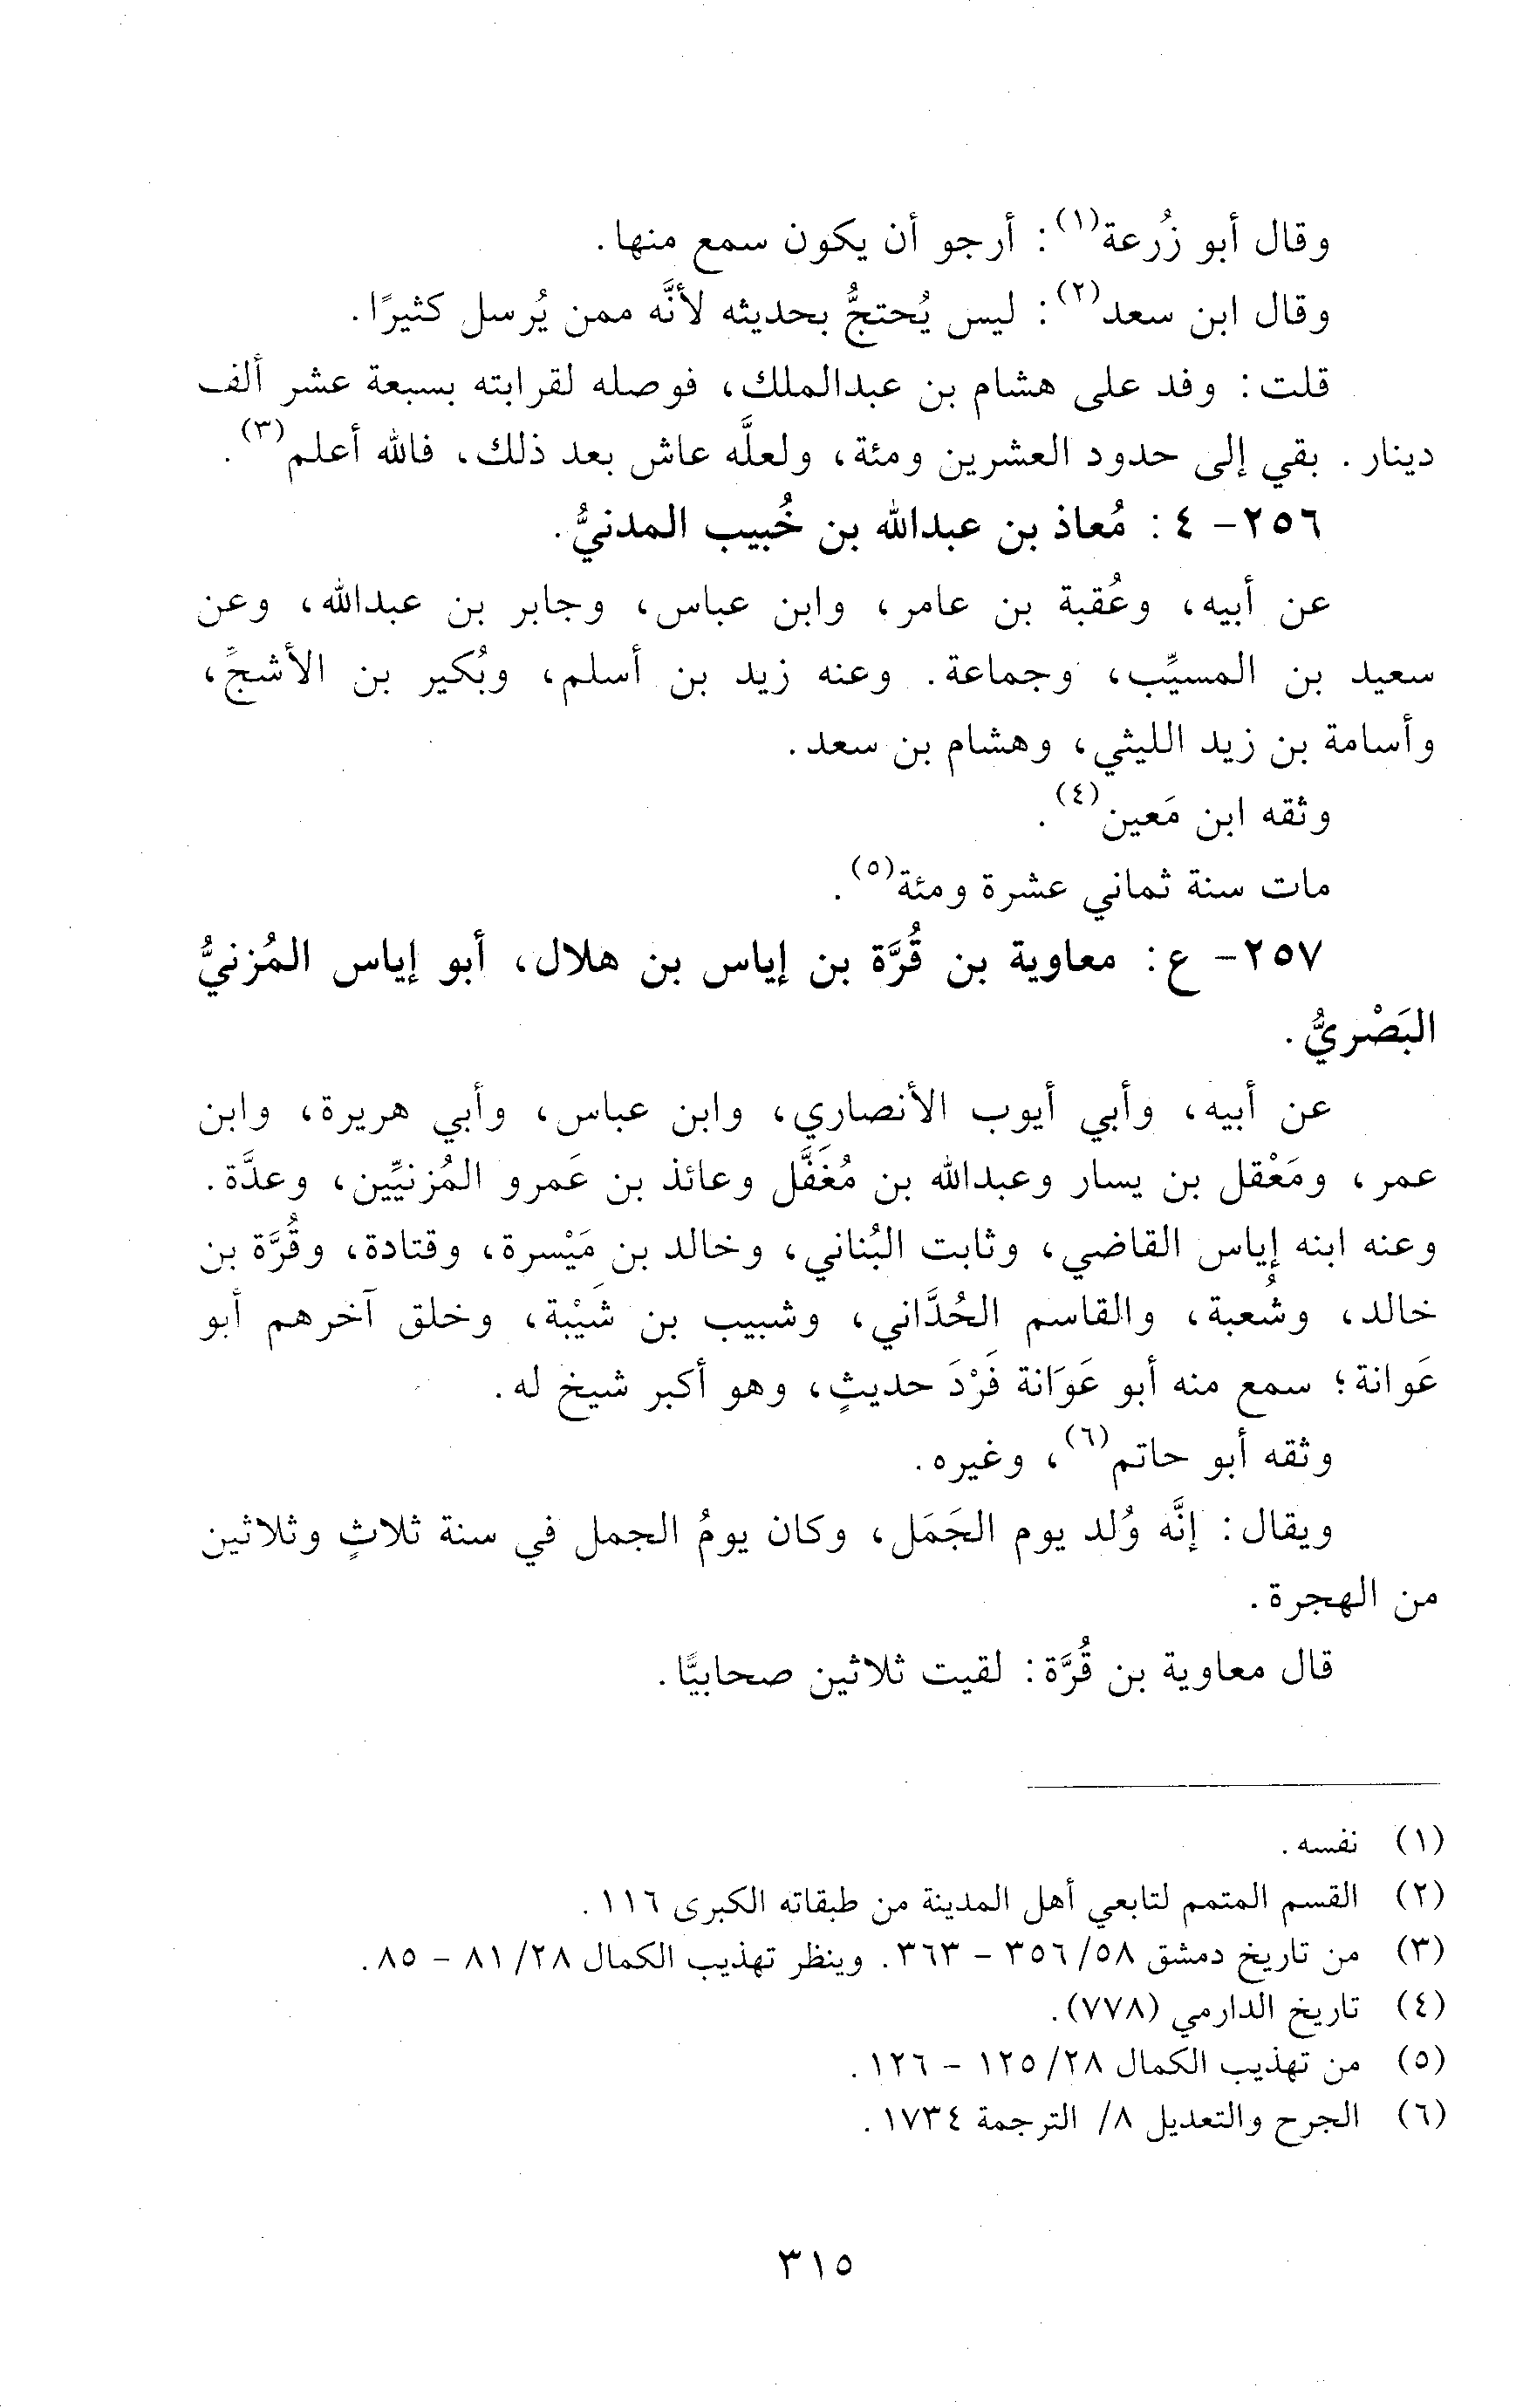 وقال أبو زُرعة(١): أرجو أن يكون سمع منها.
وقال ابن سعد(٢): ليس يُحتجُّ بحديثه لأنَّه ممن يُرسل كثيرًا.
قلت: وفد على هشام بن عبدالملك، فوصله لقرابته بسبعة عشر ألف
دينار. بقي إلى حدود العشرين ومئة، ولعلَّه عاش بعد ذلك، فالله أعلم(٣).
٢٥٦- ٤: مُعاذ بن عبدالله بن خُبيب المدنيُّ.
عن أبيه، وعُقبة بن عامر، وابن عباس، وجابر بن عبدالله، وعن
سعيد بن المسيِّب، وجماعة. وعنه زيد بن أسلم، وبُكير بن الأشجِّ،
وأسامة بن زيد الليثي، وهشام بن سعد.
وثقه ابن مَعين(٤).
مات سنة ثماني عشرة ومئة(٥).
٢٥٧- ع: معاوية بن قُرَّة بن إياس بن هلال، أبو إياس المُزنيُّ
البَصْريُّ.
عن أبيه، وأبي أيوب الأنصاري، وابن عباس، وأبي هريرة، وابن
عمر، ومَعْقل بن يسار وعبدالله بن مُغَفَّل وعائذ بن عَمرو المُزنيِّين، وعدَّة.
وعنه ابنه إياس القاضي، وثابت البُناني، وخالد بن مَيْسرة، وقتادة، وقُرَّة بن
خالد، وشُعبة، والقاسم الحُدَّاني، وشبيب بن شَيْبة، وخلق آخرهم أبو
عَوانة؛ سمع منه أبو عَوَانة فَرْدَ حديثٍ، وهو أكبر شيخ له.
وثقه أبو حاتم(٦)، وغيره.
ويقال: إنَّه وُلد يوم الجَمَل، وكان يومُ الجمل في سنة ثلاثٍ وثلاثين
من الهجرة.
قال معاوية بن قُرَّة: لقيت ثلاثين صحابيًّا.
(١) نفسه.
(٢) القسم المتمم لتابعي أهل المدينة من طبقاته الكبرى ١١٦.
(٣) من تاريخ دمشق ٥٨/ ٣٥٦ - ٣٦٣. وينظر تهذيب الكمال ٢٨/ ٨١ - ٨٥.
(٤) تاريخ الدارمي (٧٧٨).
(٥) من تهذيب الكمال ٢٨/ ١٢٥ - ١٢٦.
(٦) الجرح والتعديل ٨/ الترجمة ١٧٣٤.
٣١٥